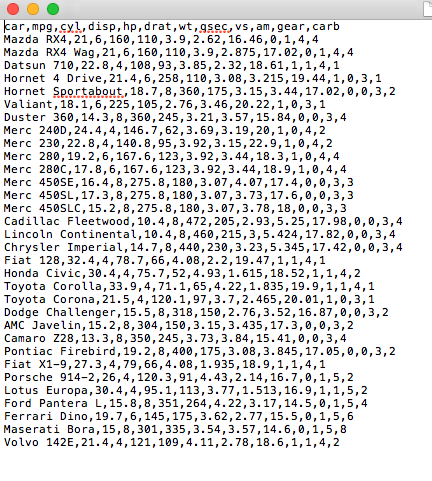 car,mpg,cyl,disp,hp,drat,wt,qsec,vs,am,gear,carb
Mazda RX4,21,6,160,110,3.9,2.62,16.46,0,1,4,4
Mazda RX4 Wag,21,6,160,110,3.9,2.875,17.02,0,1,4,4
Datsun 710,22.8,4,108,93,3.85,2.32,18.61,1,1,4,1
Hornet 4 Drive,21.4,6,258,110,3.08,3.215,19.44,1,0,3,1
Hornet Sportabout,18.7,8,360,175,3.15,3.44,17.02,0,0,3,2
Valiant,18.1,6,225,105,2.76,3.46,20.22,1,0,3,1
Duster 360,14.3,8,360,245,3.21,3.57,15.84,0,0,3,4
Merc 240D,24.4,4,146.7,62,3.69,3.19,20,1,0,4,2
Merc 230,22.8,4,140.8,95,3.92,3.15,22.9,1,0,4,2
Merc 280,19.2,6,167.6,123,3.92,3.44,18.3,1,0,4,4
Merc 280C,17.8,6,167.6,123,3.92,3.44,18.9,1,0,4,4
Merc 450SE,16.4,8,275.8,180,3.07,4.07,17.4,0,0,3,3
Merc 450SL,17.3,8,275.8,180,3.07,3.73,17.6,0,0,3,3
Merc 450SLC,15.2,8,275.8,180,3.07,3.78,18,0,0,3,3
Cadillac Fleetwood,10.4,8,472,205,2.93,5.25,17.98,0,0,3,4
Lincoln Continental,10.4,8,460,215,3,5.424,17.82,0,0,3,4
Chrysler Imperial,14.7,8,440,230,3.23,5.345,17.42,0,0,3,4
Fiat 128,32.4,4,78.7,66,4.08,2.2,19.47,1,1,4,1
Honda Civic,30.4,4,75.7,52,4.93,1.615,18.52,1,1,4,2
Toyota Corolla,33.9,4,71.1,65,4.22,1.835,19.9,1,1,4,1
Toyota Corona,21.5,4,120.1,97,3.7,2.465,20.01,1,0,3,1
Dodge Challenger,15.5,8,318,150,2.76,3.52,16.87,0,0,3,2
AMC Javelin,15.2,8,304,150,3.15,3.435,17.3,0,0,3,2
Camaro Z28,13.3,8,350,245,3.73,3.84,15.41,0,0,3,4
Pontiac Firebird,19.2,8,400,175,3.08,3.845,17.05,0,0,3,2
Fiat X1-9,27.3,4,79,66,4.08,1.935,18.9,1,1,4,1
Porsche 914-2,26,4,120.3,91,4.43,2.14,16.7,0,1,5,2
Lotus Europa,30.4,4,95.1,113,3.77,1.513,16.9,1,1,5,2
Ford Pantera L,15.8,8,351,264,4.22,3.17,14.5,0,1,5,4
Ferrari Dino,19.7,6,145,175,3.62,2.77,15.5,0,1,5,6
Maserati Bora,15,8,301,335,3.54,3.57,14.6,0,1,5,8
Volvo 142E,21.4,4,121,109,4.11,2.78,18.6,1,1,4,2